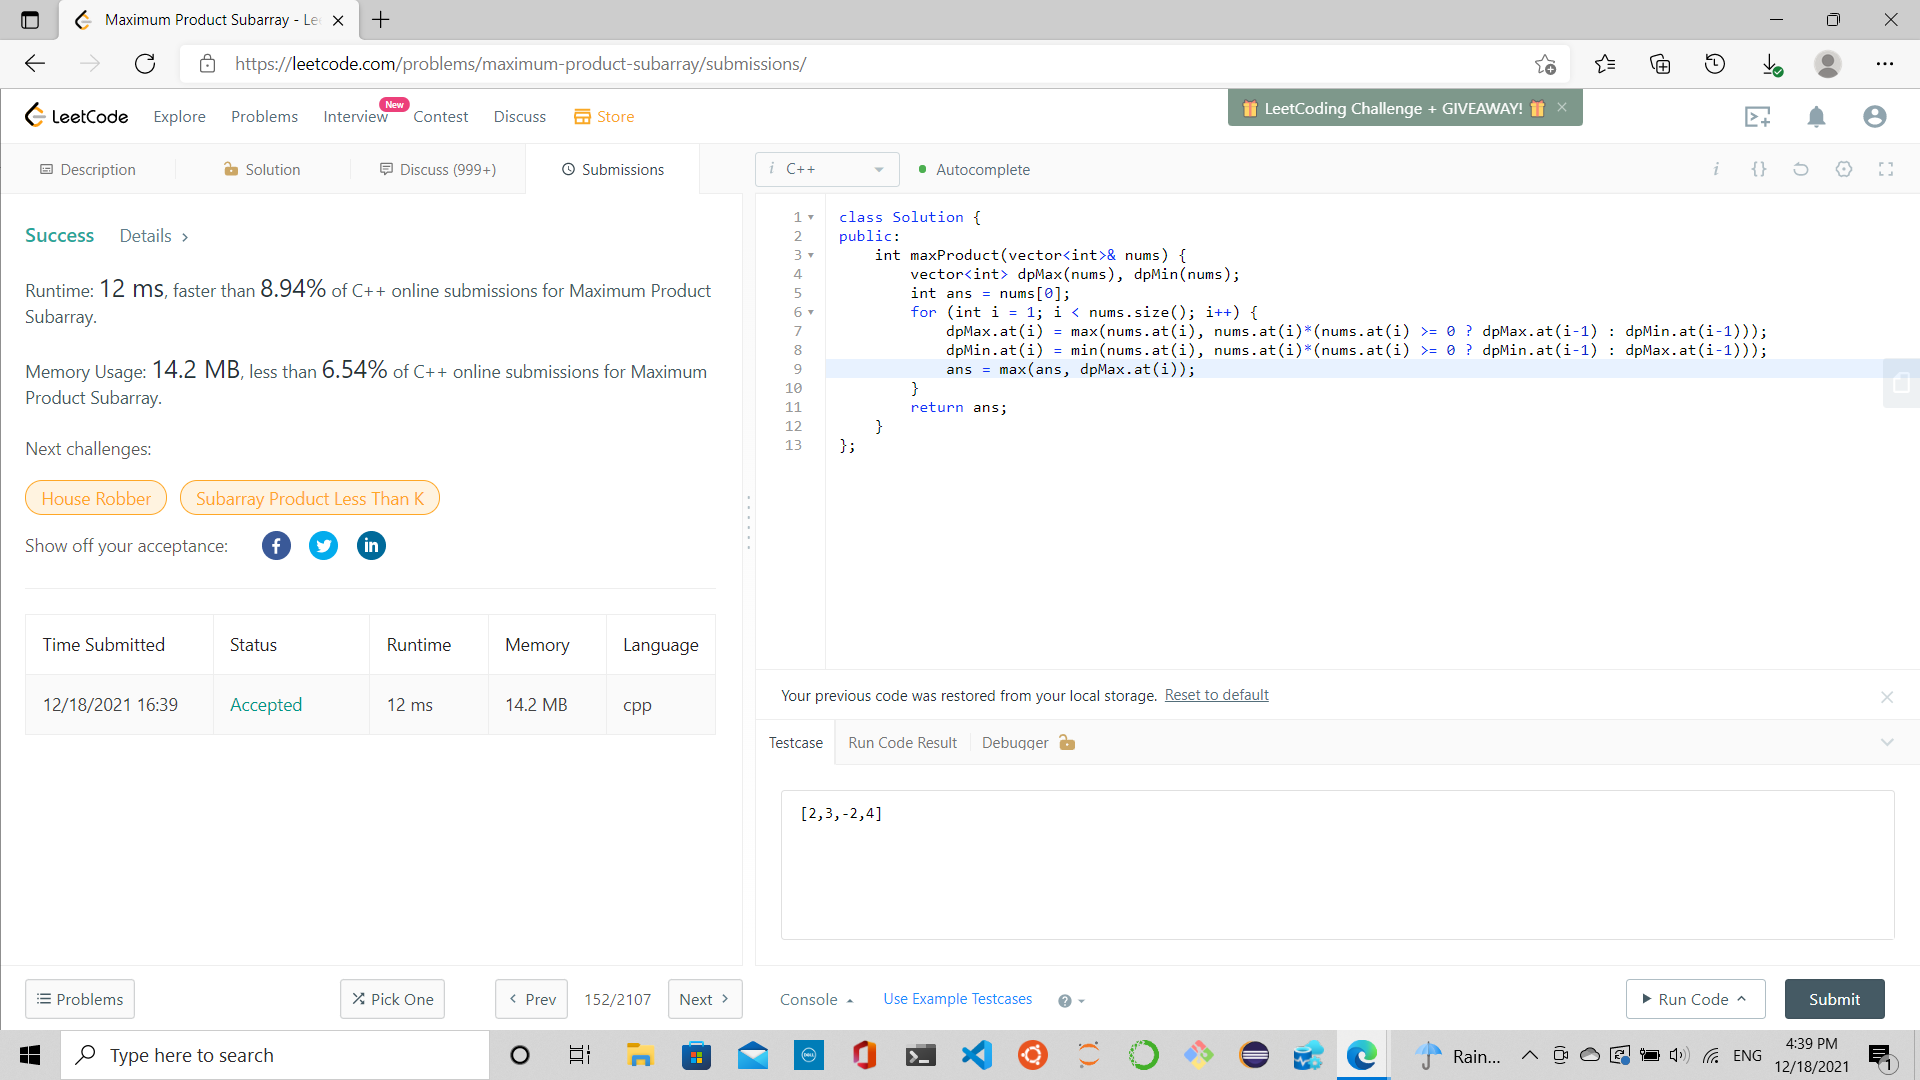 Maximum Product Subarray - Le
https://leetcode.com/problems/maximum-product-subarray/submissions/
LeetCode
Explore
Problems
Interview
New
Contest
Discuss
Store
LeetCoding Challenge + GIVEAWAY!
Description
Solution
Discuss (999+)
Submissions
i C++
Autocomplete
Success
Details
Runtime: 12 ms, faster than 8.94% of C++ online submissions for Maximum Product
Subarray.
Memory Usage: 14.2 MB, less than 6.54% of C++ online submissions for Maximum
Product Subarray.
Next challenges:
House Robber
Subarray Product Less Than K
Show off your acceptance:
Time Submitted Status Runtime Memory Language
12/18/2021 16:39 Accepted 12 ms 14.2 MB cpp
1 class Solution {
2 public:
3 int maxProduct(vector<int>& nums) {
4 vector<int> dpMax(nums), dpMin(nums);
5 int ans = nums[0];
6 for (int i = 1; i < nums.size(); i++) {
7 dpMax.at(i) = max(nums.at(i), nums.at(i)*(nums.at(i) >= 0 ? dpMax.at(i-1) : dpMin.at(i-1)));
8 dpMin.at(i) = min(nums.at(i), nums.at(i)*(nums.at(i) >= 0 ? dpMin.at(i-1) : dpMax.at(i-1)));
9 ans = max(ans, dpMax.at(i));
10 }
11 return ans;
12 }
13 };
Your previous code was restored from your local storage. Reset to default
Testcase
Run Code Result
Debugger
[2,3,-2,4]
Problems
Pick One
Prev
152/2107
Next
Console
Use Example Testcases
Run Code
Submit
Type here to search
DELL
Rain...
ENG
4:39 PM
12/18/2021
1